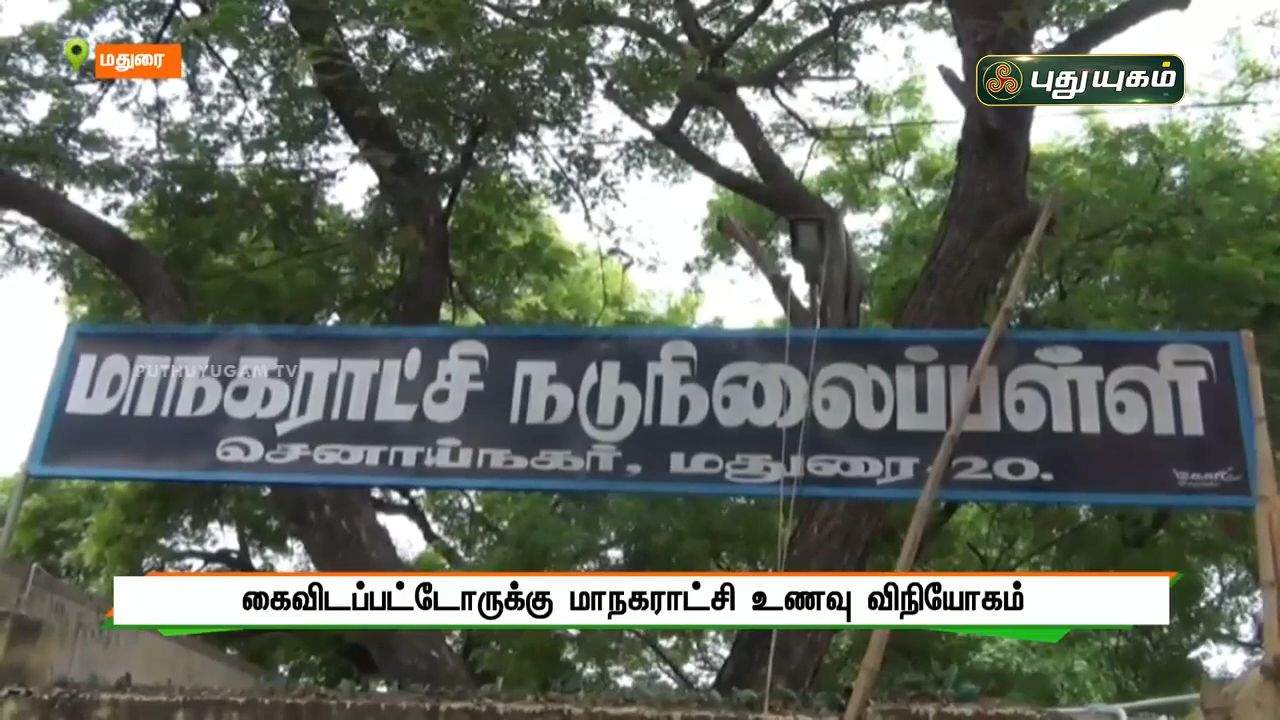 மதுரை
புதுயுகம்
PUTHUYUGAM TV
மாநகராட்சி நடுநிலைப்பள்ளி
செனாய்நகர், மதுரை 20.
கைவிடப்பட்டோருக்கு மாநகராட்சி உணவு விநியோகம்